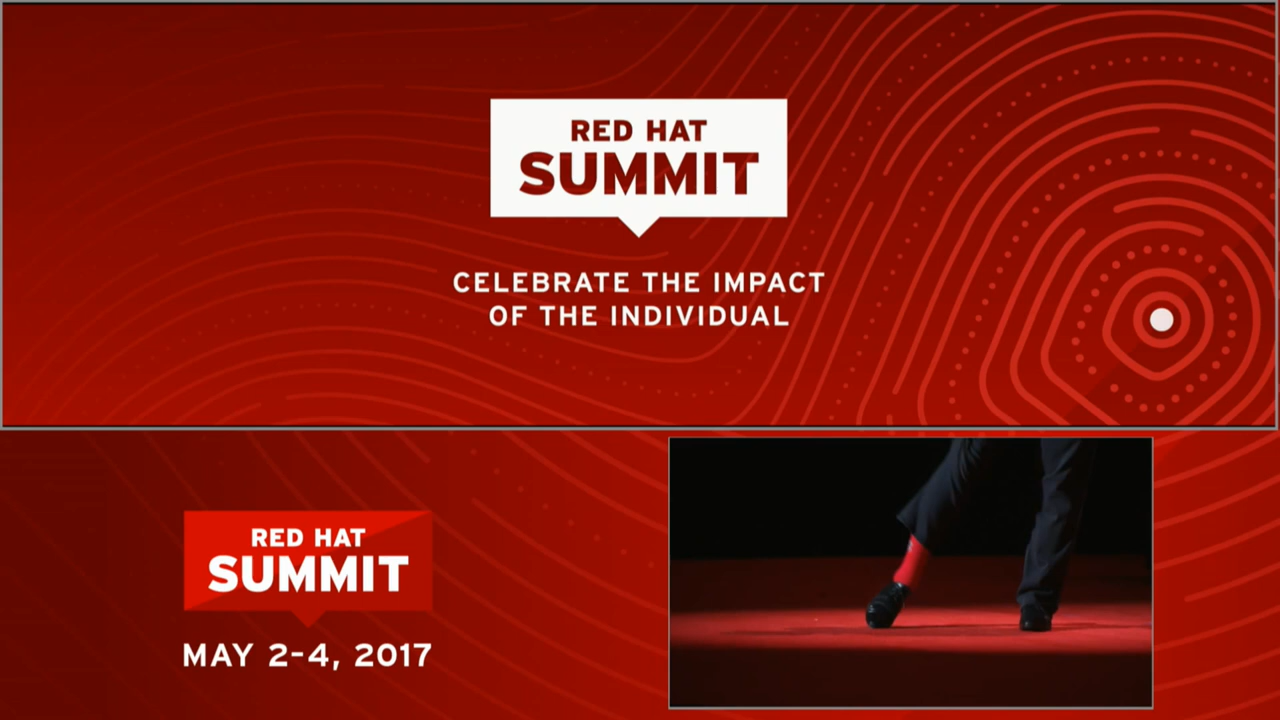 RED HAT
SUMMIT
CELEBRATE THE IMPACT
OF THE INDIVIDUAL
RED HAT
SUMMIT
MAY 2-4, 2017